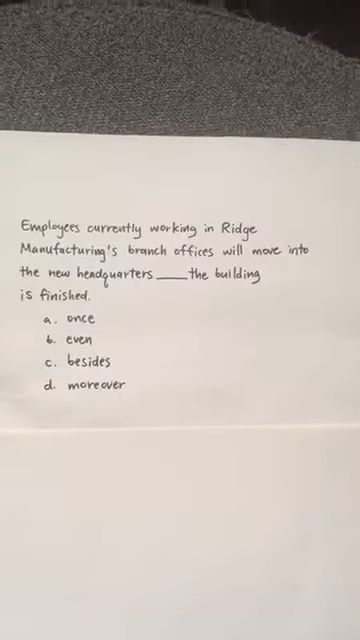 Employees currently working in Ridge
Manufacturing's branch offices will move into
the new headquarters ____ the building
is finished.
a. once
b. even
c. besides
d. moreover